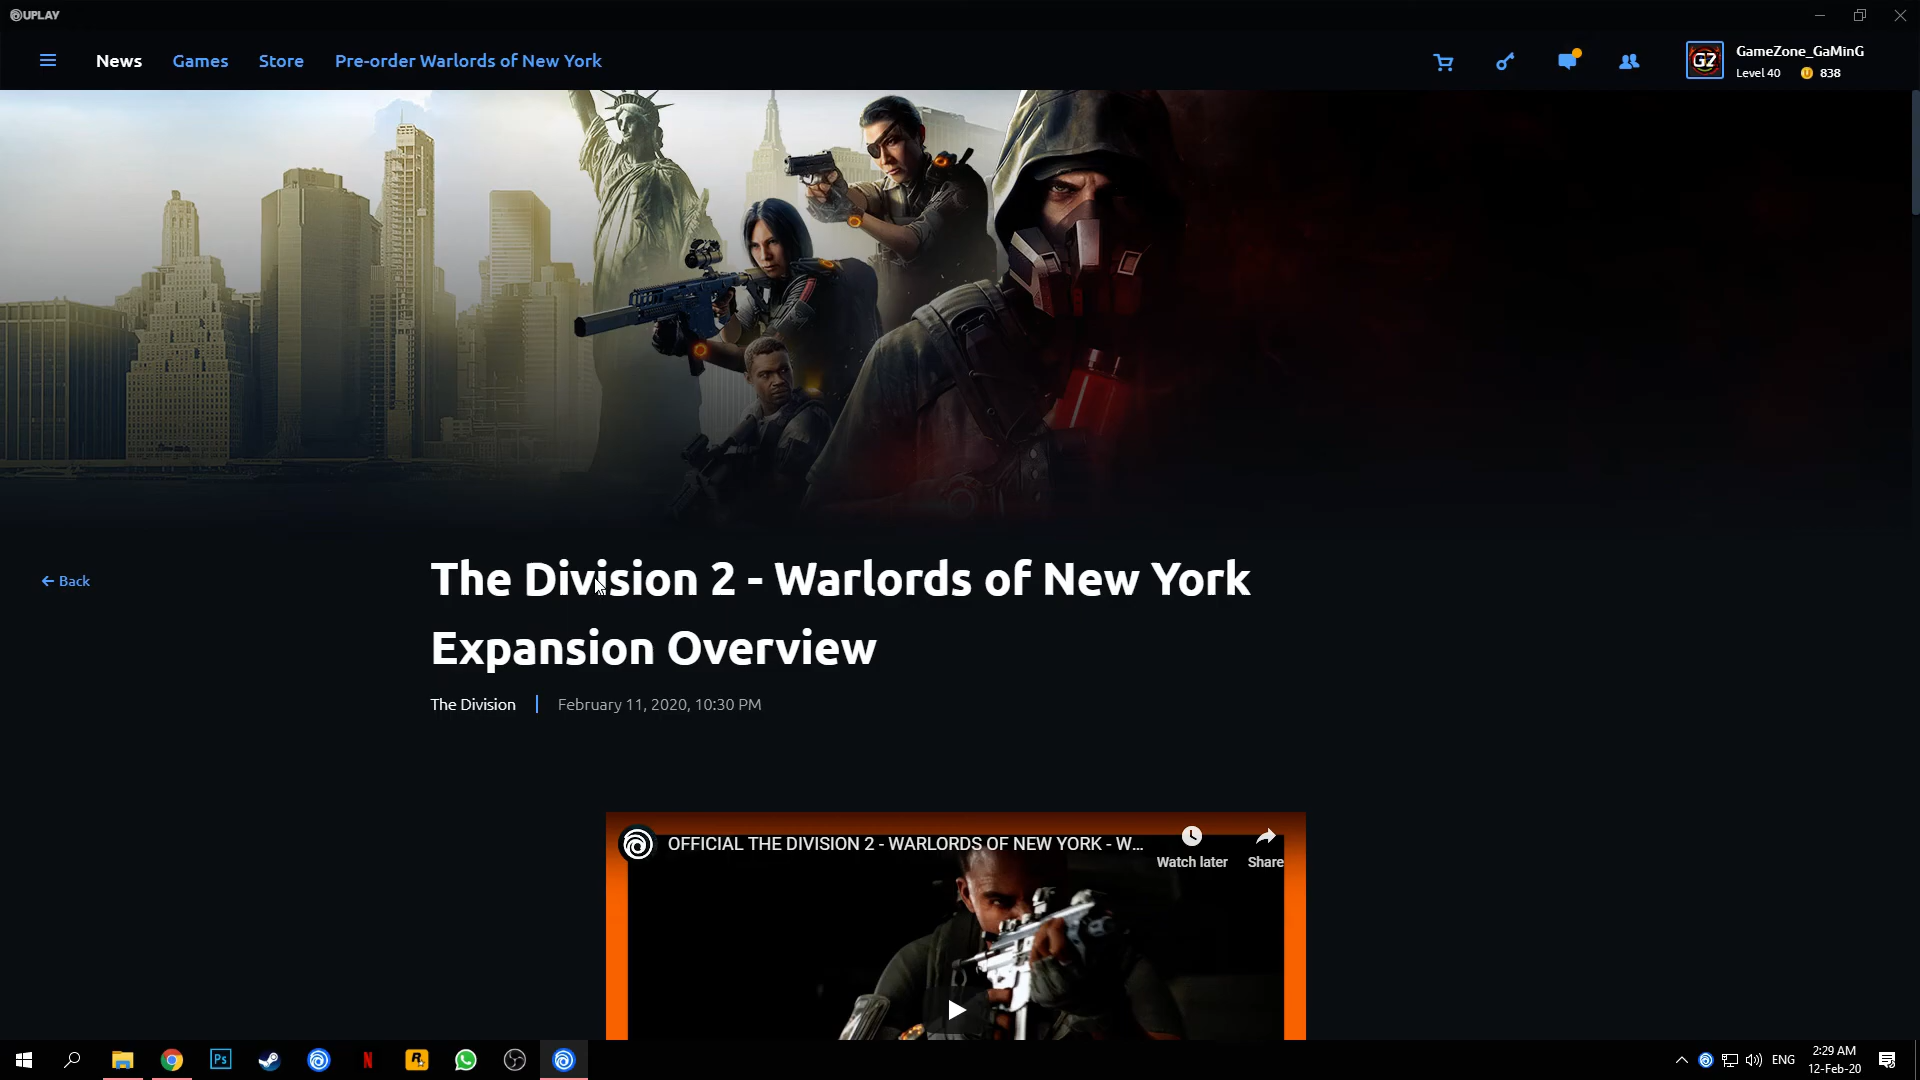 UPLAY
News Games Store Pre-order Warlords of New York
GameZone_GaMinG
Level 40 838
GZ
Back
The Division 2 - Warlords of New York
Expansion Overview
The Division | February 11, 2020, 10:30 PM
OFFICIAL THE DIVISION 2 - WARLORDS OF NEW YORK - W...
Watch later Share
Ps
N
R
ENG
2:29 AM
12-Feb-20